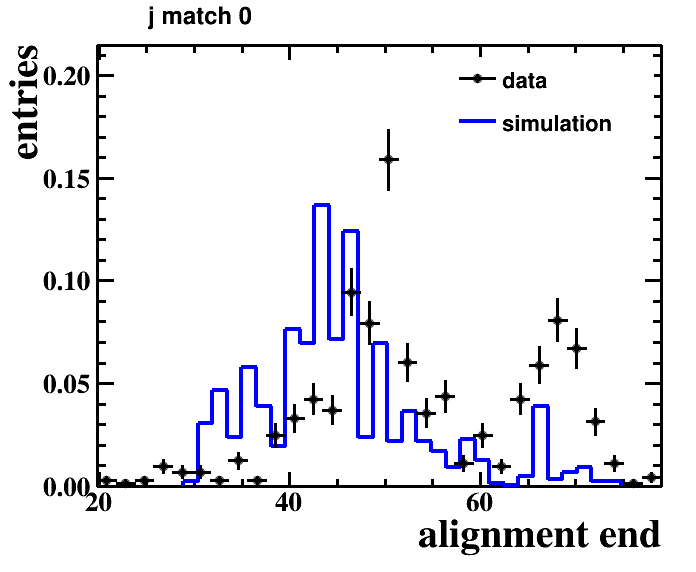 j match 0
entries
0.20
0.15
0.10
0.05
0.00
data
simulation
20
40
60
alignment end